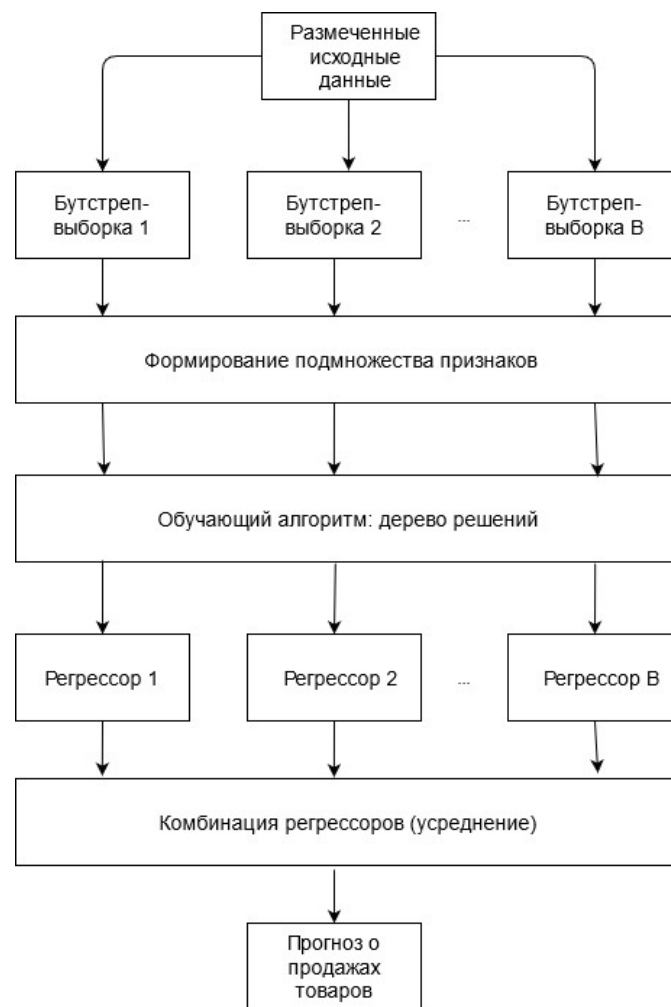 Размеченные
исходные
данные
Бутстреп-
выборка 1
Бутстреп-
выборка 2
...
Бутстреп-
выборка B
Формирование подмножества признаков
Обучающий алгоритм: дерево решений
Регрессор 1
Регрессор 2
...
Регрессор B
Комбинация регрессоров (усреднение)
Прогноз о
продажах
товаров